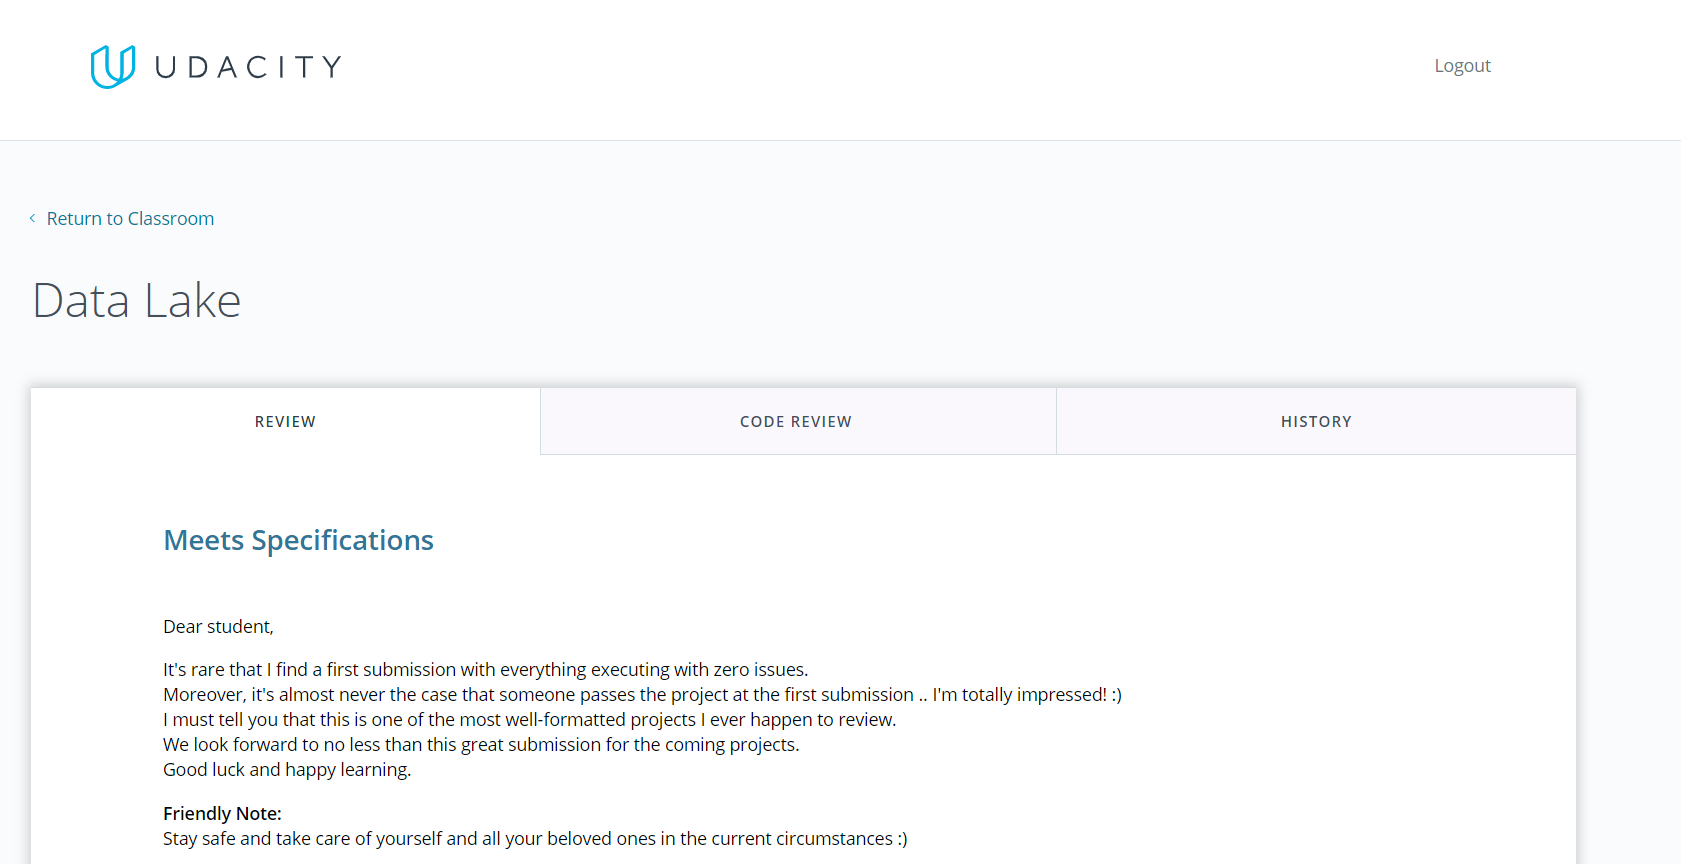 UDACITY
Logout
Return to Classroom
Data Lake
REVIEW
CODE REVIEW
HISTORY
Meets Specifications
Dear student,
It's rare that I find a first submission with everything executing with zero issues.
Moreover, it's almost never the case that someone passes the project at the first submission .. I'm totally impressed! :)
I must tell you that this is one of the most well-formatted projects I ever happen to review.
We look forward to no less than this great submission for the coming projects.
Good luck and happy learning.
Friendly Note:
Stay safe and take care of yourself and all your beloved ones in the current circumstances :)